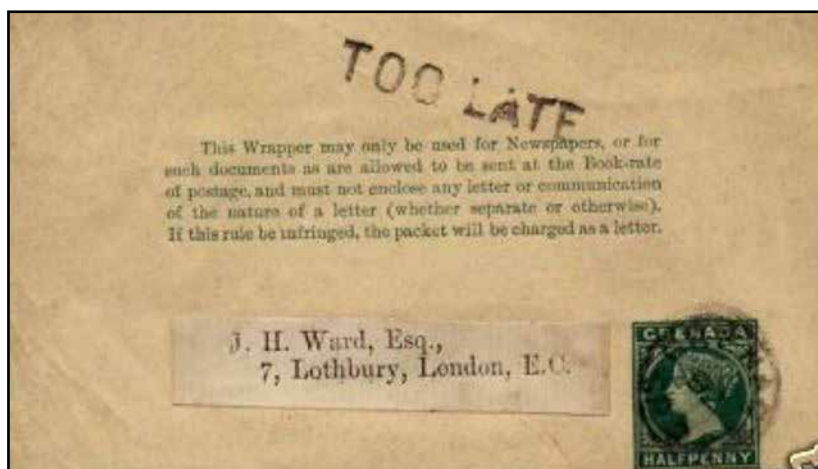 TOO LATE
This Wrapper may only be used for Newspapers, or for
such documents as are allowed to be sent at the Book-rate
of postage, and must not enclose any letter or communication
of the nature of a letter (whether separate or otherwise).
If this rule be infringed, the packet will be charged as a letter.
J. H. Ward, Esq.,
7, Lothbury, London, E.C.
GRENADA
HALFPENNY